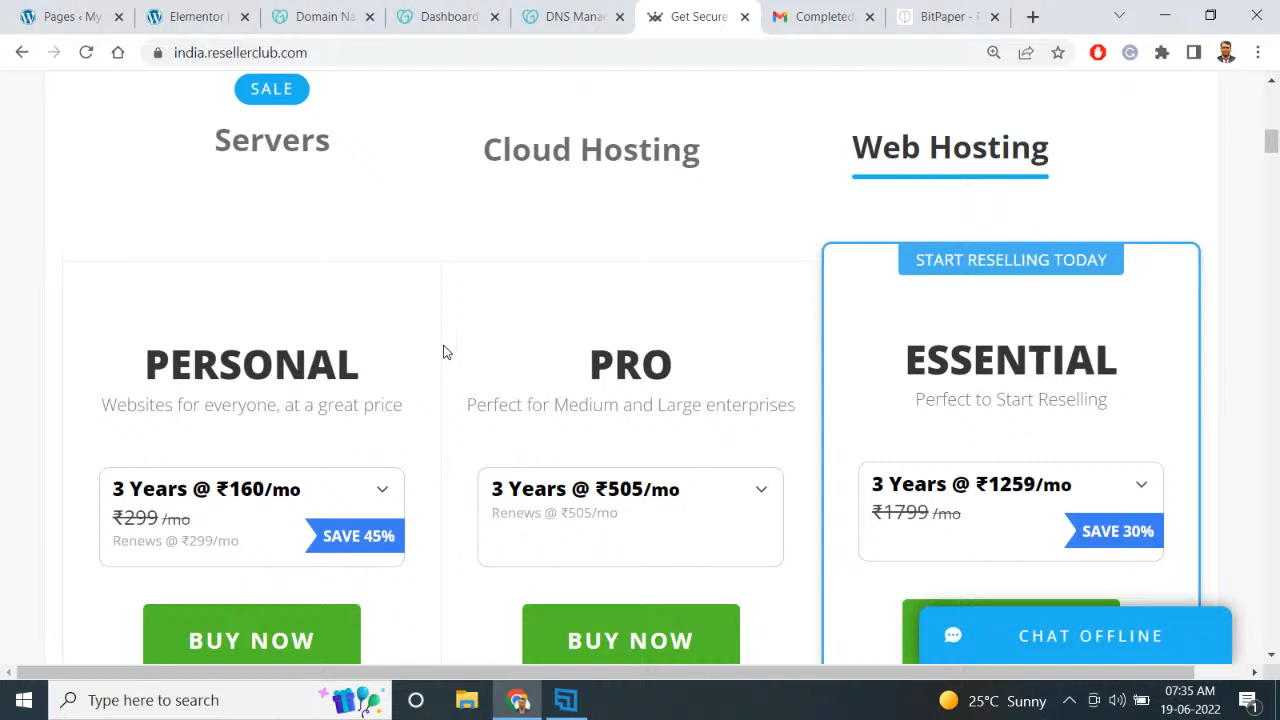 Pages ‹ My
Elementor |
Domain Na
Dashboard
DNS Mana
Get Secure
Completed
BitPaper - F
india.resellerclub.com
SALE
Servers
Cloud Hosting
Web Hosting
START RESELLING TODAY
PERSONAL
Websites for everyone, at a great price
3 Years @ ₹160/mo
₹299 /mo
Renews @ ₹299/mo
SAVE 45%
BUY NOW
PRO
Perfect for Medium and Large enterprises
3 Years @ ₹505/mo
Renews @ ₹505/mo
BUY NOW
ESSENTIAL
Perfect to Start Reselling
3 Years @ ₹1259/mo
₹1799 /mo
SAVE 30%
CHAT OFFLINE
Type here to search
25°C Sunny
07:35 AM
19-06-2022
1